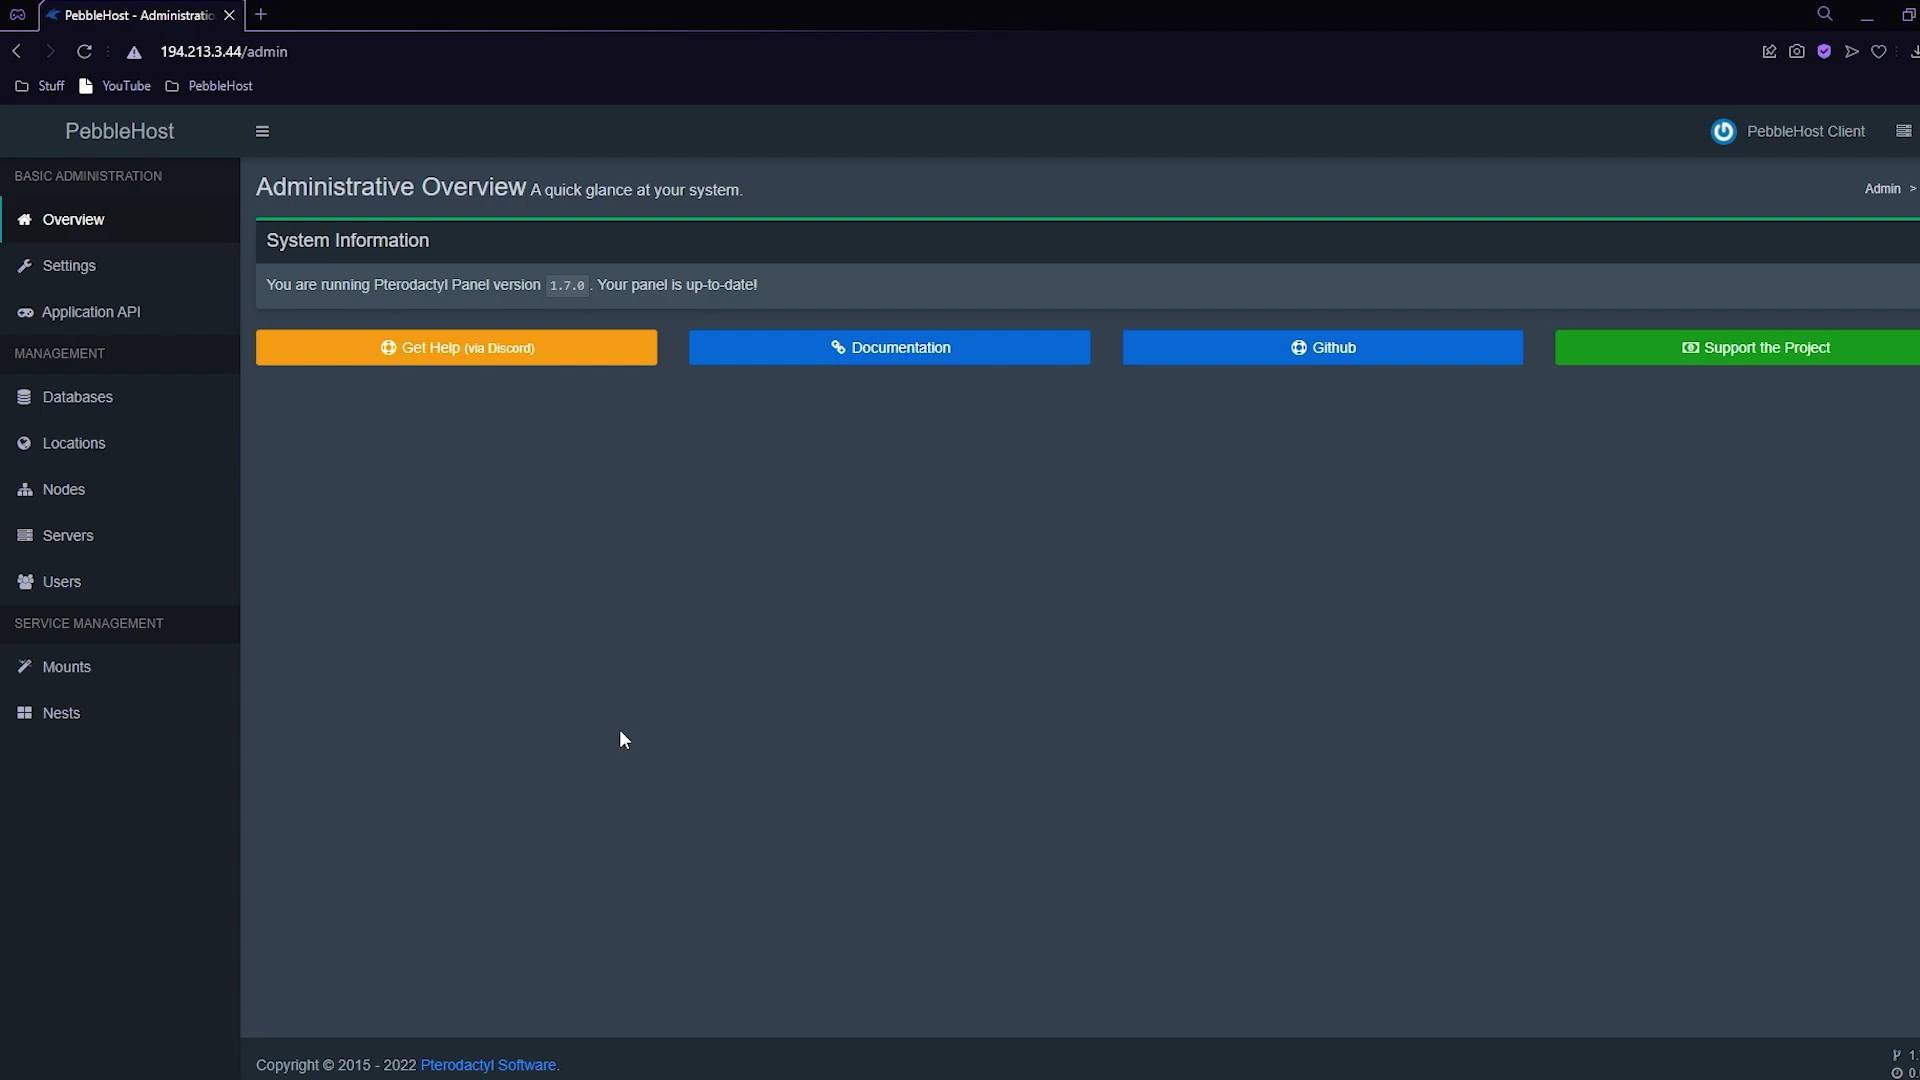 PebbleHost - Administratio
194.213.3.44/admin
Stuff YouTube PebbleHost
PebbleHost
PebbleHost Client
BASIC ADMINISTRATION
Overview
Settings
Application API
MANAGEMENT
Databases
Locations
Nodes
Servers
Users
SERVICE MANAGEMENT
Mounts
Nests
Administrative Overview A quick glance at your system.
Admin >
System Information
You are running Pterodactyl Panel version 1.7.0. Your panel is up-to-date!
Get Help (via Discord)
Documentation
Github
Support the Project
Copyright © 2015 - 2022 Pterodactyl Software.
1.
0.